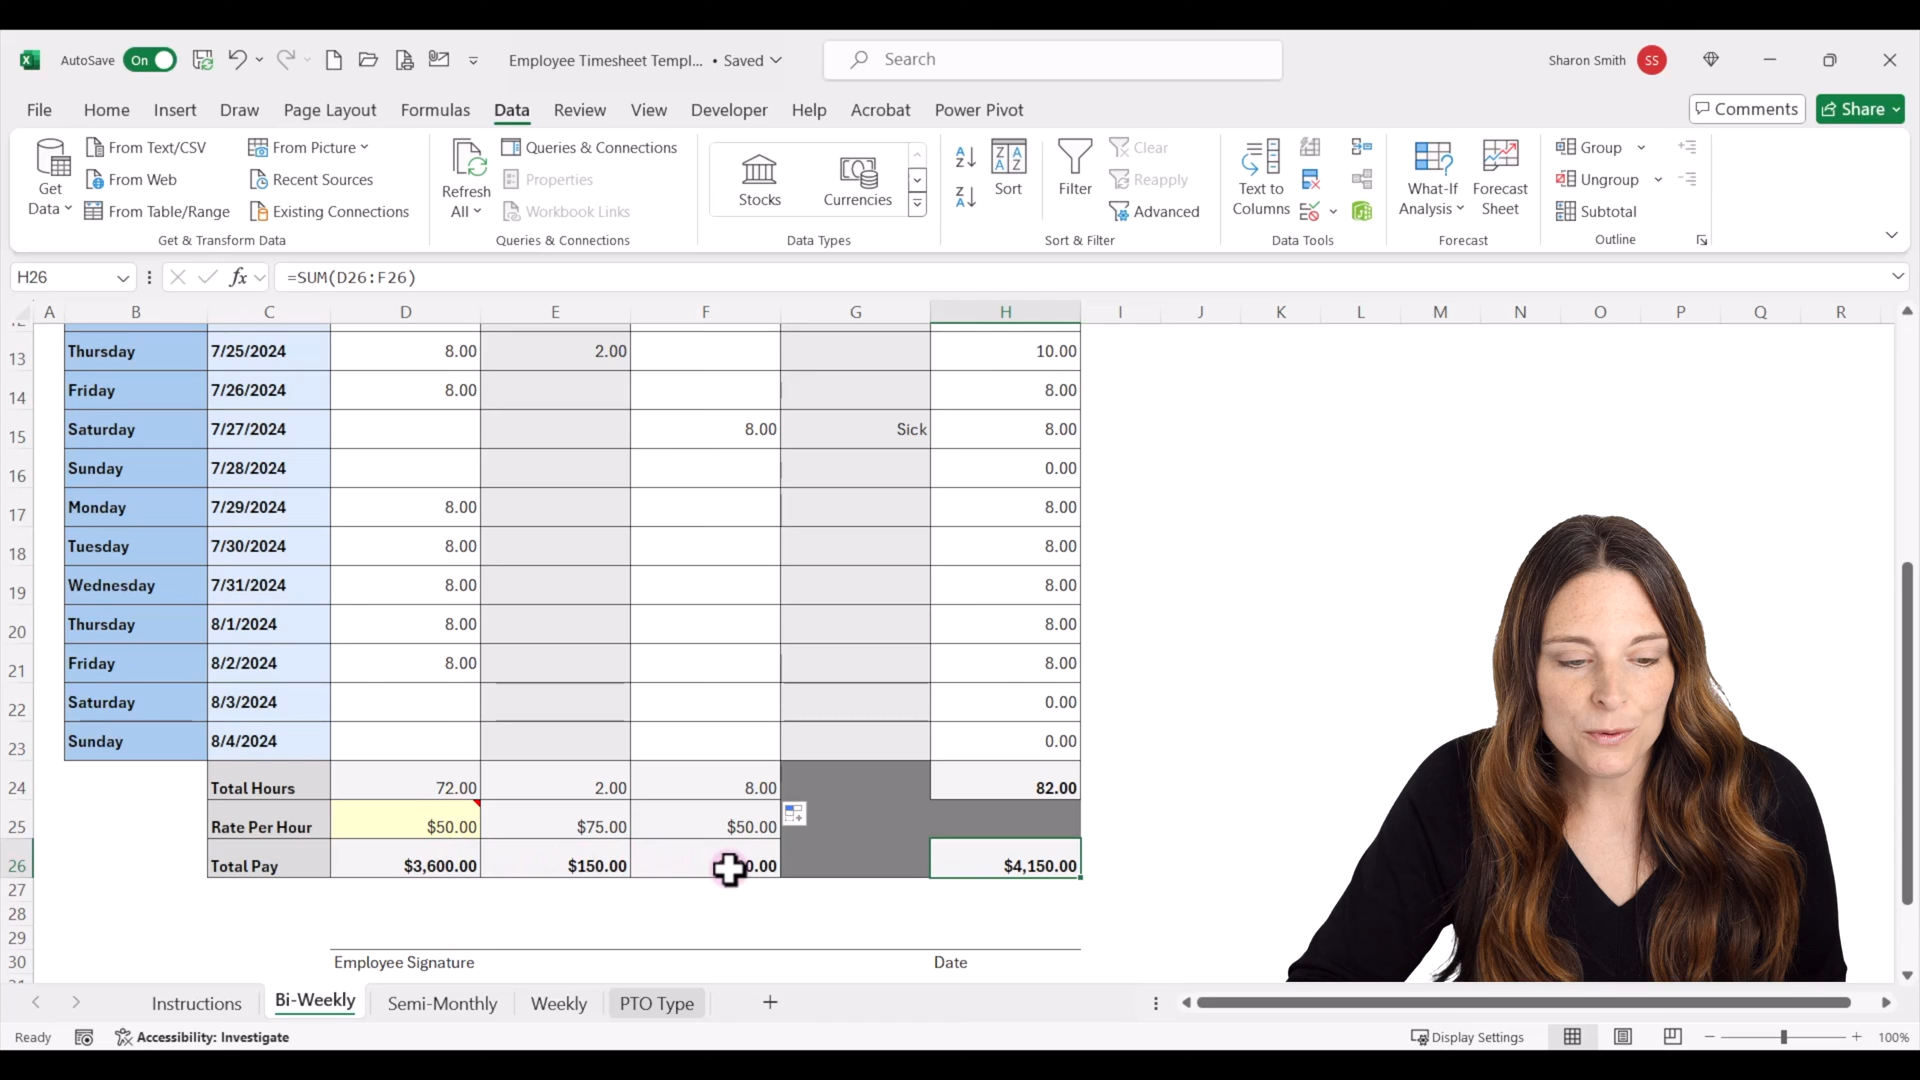 AutoSave On Employee Timesheet Templ... • Saved Search Sharon Smith SS
File Home Insert Draw Page Layout Formulas Data Review View Developer Help Acrobat Power Pivot Comments Share
Get Data From Text/CSV From Web From Table/Range From Picture Recent Sources Existing Connections
Get & Transform Data
Refresh All Queries & Connections Properties Workbook Links
Queries & Connections
Stocks Currencies
Data Types
Sort Filter Clear Reapply Advanced
Sort & Filter
Text to Columns
Data Tools
What-If Analysis Forecast Sheet
Forecast
Group Ungroup Subtotal
Outline
H26 fx =SUM(D26:F26)
A B C D E F G H I J K L M N O P Q R
13 Thursday 7/25/2024 8.00 2.00 10.00
14 Friday 7/26/2024 8.00 8.00
15 Saturday 7/27/2024 8.00 Sick 8.00
16 Sunday 7/28/2024 0.00
17 Monday 7/29/2024 8.00 8.00
18 Tuesday 7/30/2024 8.00 8.00
19 Wednesday 7/31/2024 8.00 8.00
20 Thursday 8/1/2024 8.00 8.00
21 Friday 8/2/2024 8.00 8.00
22 Saturday 8/3/2024 0.00
23 Sunday 8/4/2024 0.00
24 Total Hours 72.00 2.00 8.00 82.00
25 Rate Per Hour $50.00 $75.00 $50.00
26 Total Pay $3,600.00 $150.00 0.00 $4,150.00
27
28
29
30 Employee Signature Date
Instructions Bi-Weekly Semi-Monthly Weekly PTO Type
Ready Accessibility: Investigate Display Settings 100%